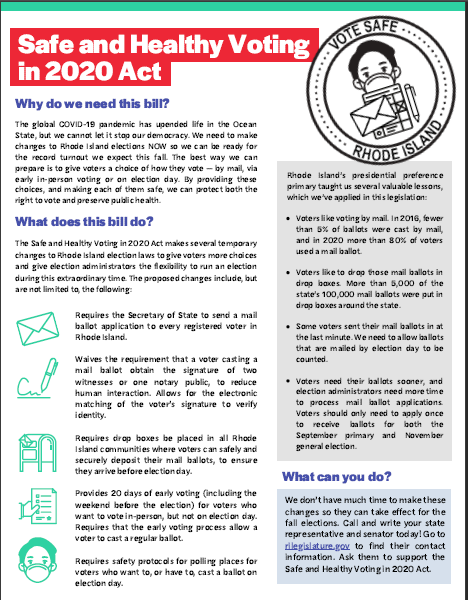 Safe and Healthy Voting
in 2020 Act
VOTE SAFE
RHODE ISLAND
Why do we need this bill?
The global COVID-19 pandemic has upended life in the Ocean
State, but we cannot let it stop our democracy. We need to make
changes to Rhode Island elections NOW so we can be ready for
the record turnout we expect this fall. The best way we can
prepare is to give voters a choice of how they vote — by mail, via
early in-person voting or on election day. By providing these
choices, and making each of them safe, we can protect both the
right to vote and preserve public health.
What does this bill do?
The Safe and Healthy Voting in 2020 Act makes several temporary
changes to Rhode Island election laws to give voters more choices
and give election administrators the flexibility to run an election
during this extraordinary time. The proposed changes include, but
are not limited to, the following:
Requires the Secretary of State to send a mail
ballot application to every registered voter in
Rhode Island.
Waives the requirement that a voter casting a
mail ballot obtain the signature of two
witnesses or one notary public, to reduce
human interaction. Allows for the electronic
matching of the voter's signature to verify
identity.
Requires drop boxes be placed in all Rhode
Island communities where voters can safely and
securely deposit their mail ballots, to ensure
they arrive before election day.
Provides 20 days of early voting (including the
weekend before the election) for voters who
want to vote in-person, but not on election day.
Requires that the early voting process allow a
voter to cast a regular ballot.
Requires safety protocols for polling places for
voters who want to, or have to, cast a ballot on
election day.
Rhode Island's presidential preference
primary taught us several valuable lessons,
which we've applied in this legislation:
• Voters like voting by mail. In 2016, fewer
than 5% of ballots were cast by mail,
and in 2020 more than 80% of voters
used a mail ballot.
• Voters like to drop those mail ballots in
drop boxes. More than 5,000 of the
state's 100,000 mail ballots were put in
drop boxes around the state.
• Some voters sent their mail ballots in at
the last minute. We need to allow ballots
that are mailed by election day to be
counted.
• Voters need their ballots sooner, and
election administrators need more time
to process mail ballot applications.
Voters should only need to apply once
to receive ballots for both the
September primary and November
general election.
What can you do?
We don't have much time to make these
changes so they can take effect for the
fall elections. Call and write your state
representative and senator today! Go to
rilegislature.gov to find their contact
information. Ask them to support the
Safe and Healthy Voting in 2020 Act.